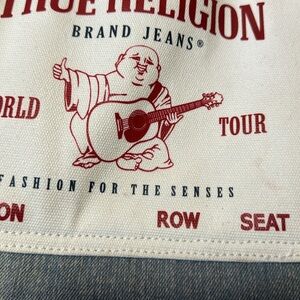 TRUE RELIGION
BRAND JEANS®
ORLD TOUR
FASHION FOR THE SENSES
ON ROW SEAT